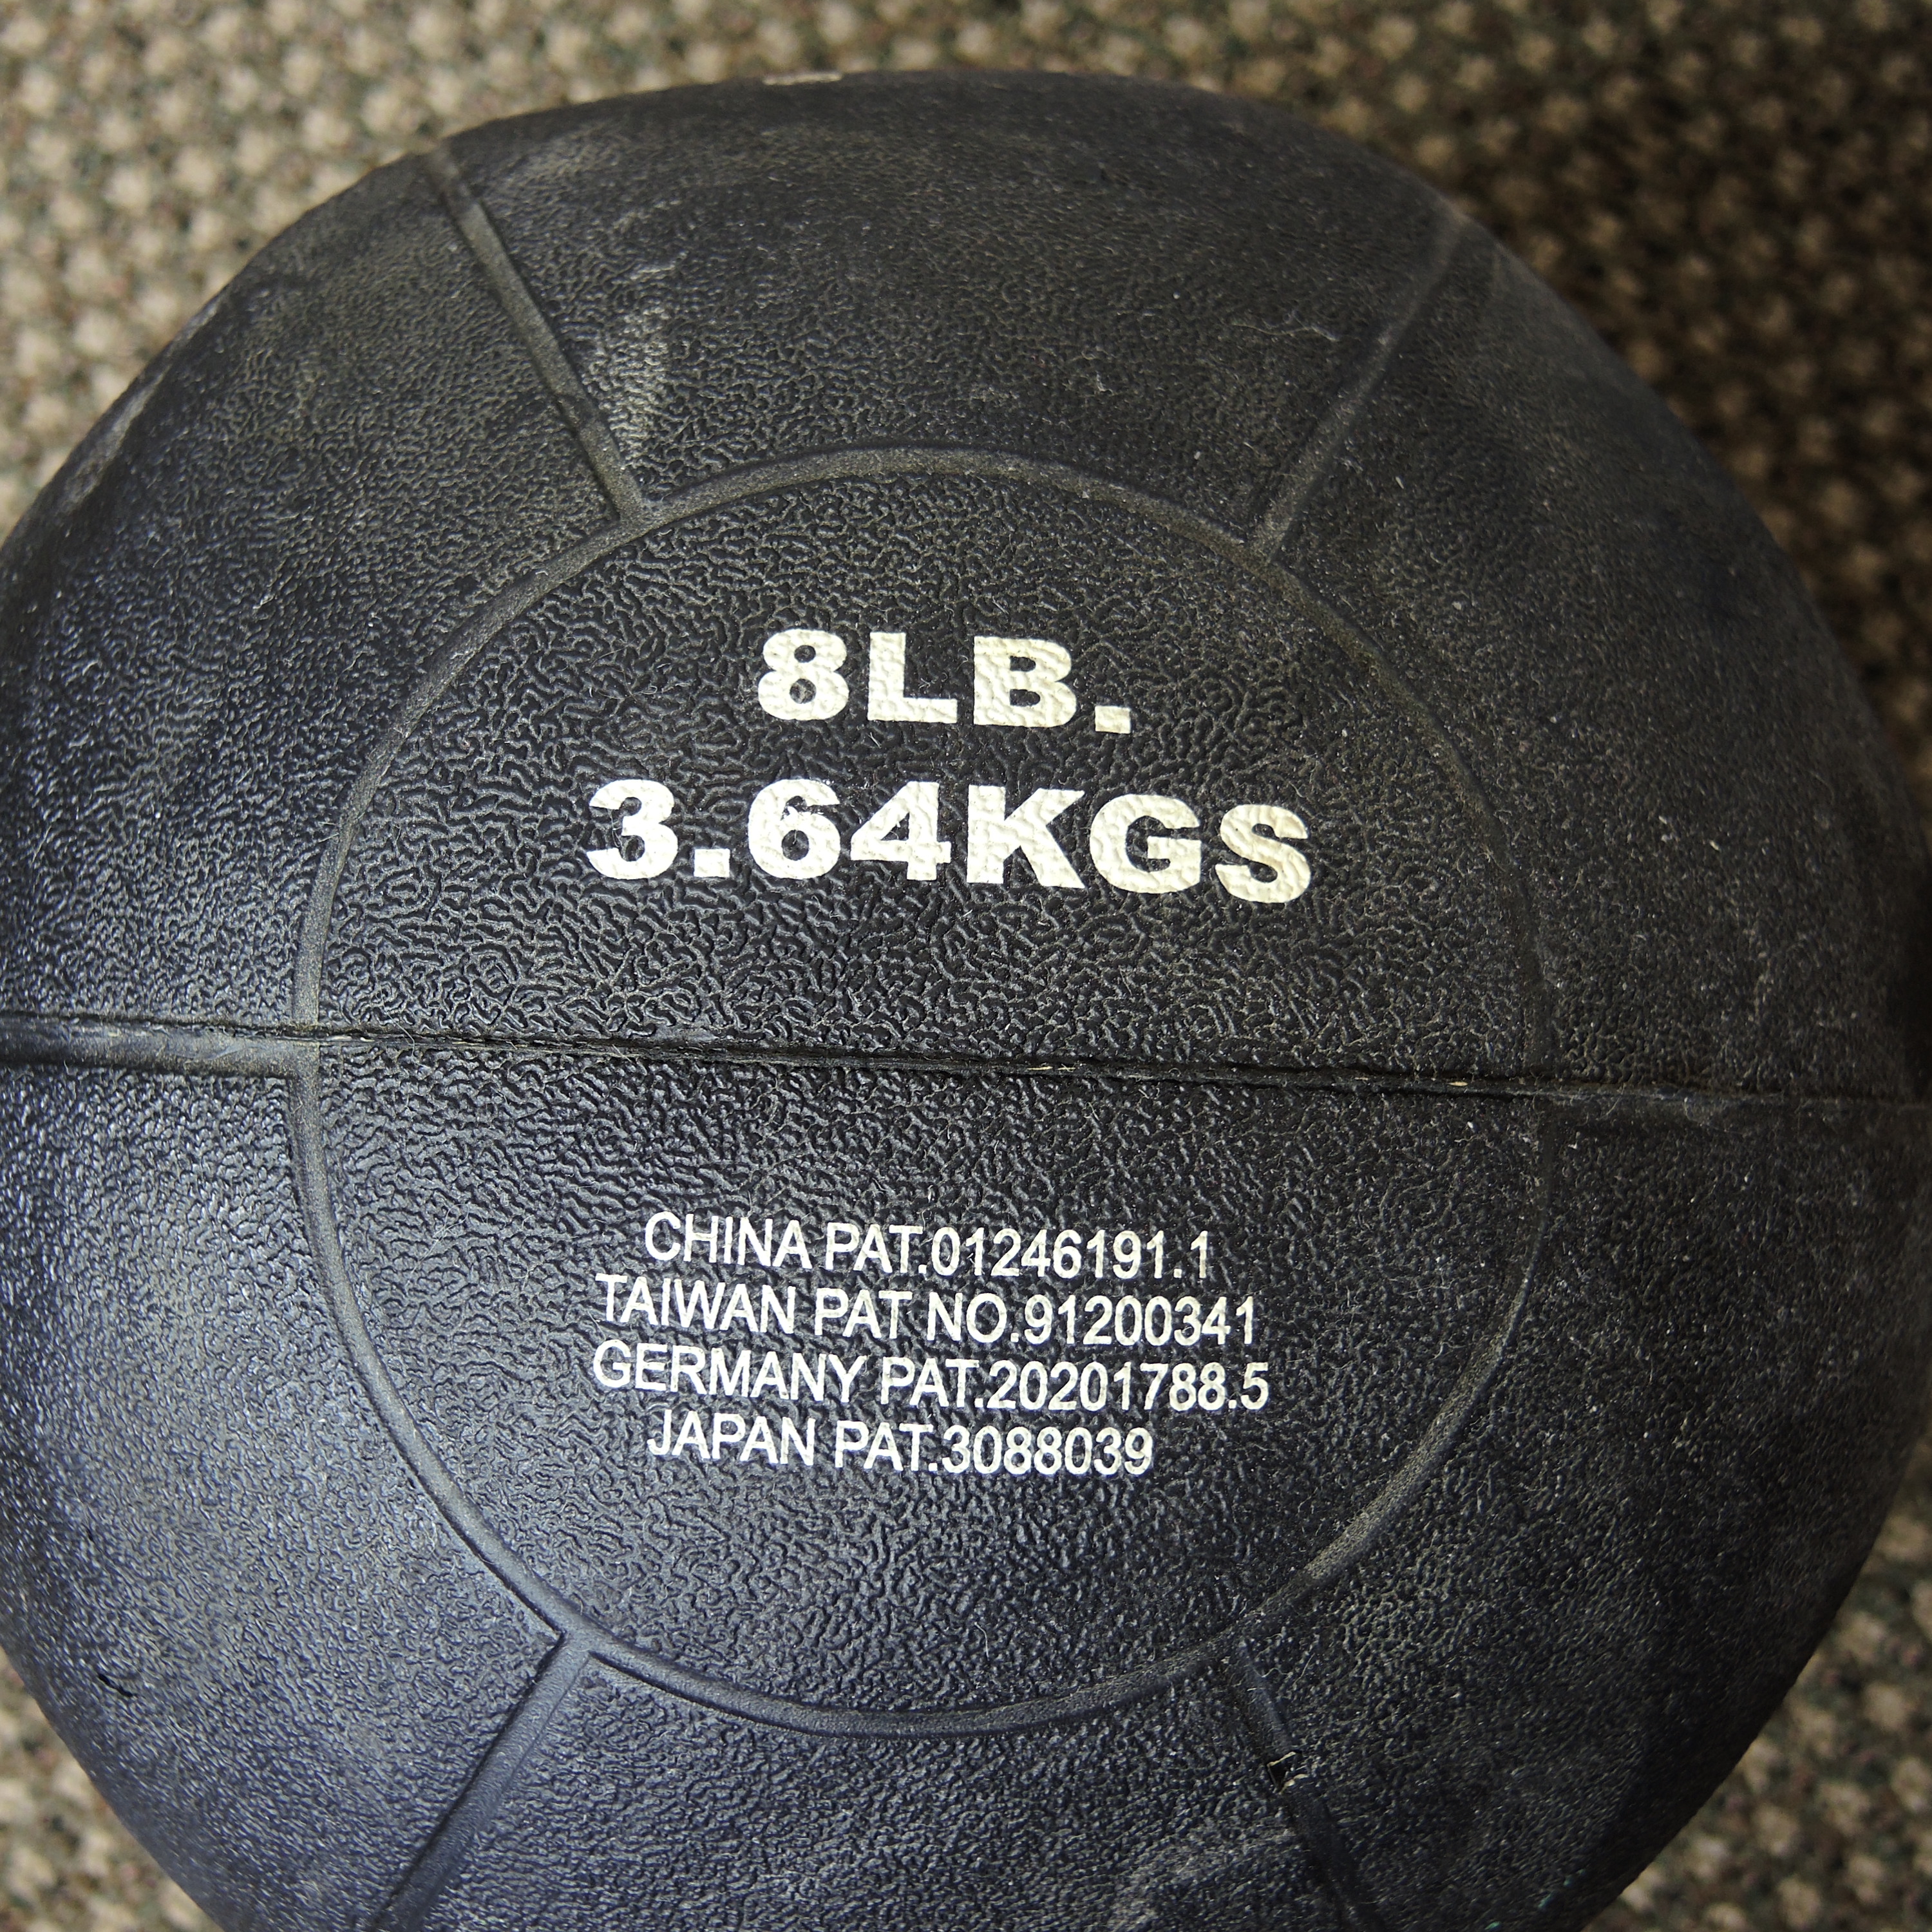 8LB.
3.64KGS
CHINA PAT.01246191.1
TAIWAN PAT NO.91200341
GERMANY PAT.20201788.5
JAPAN PAT.3088039